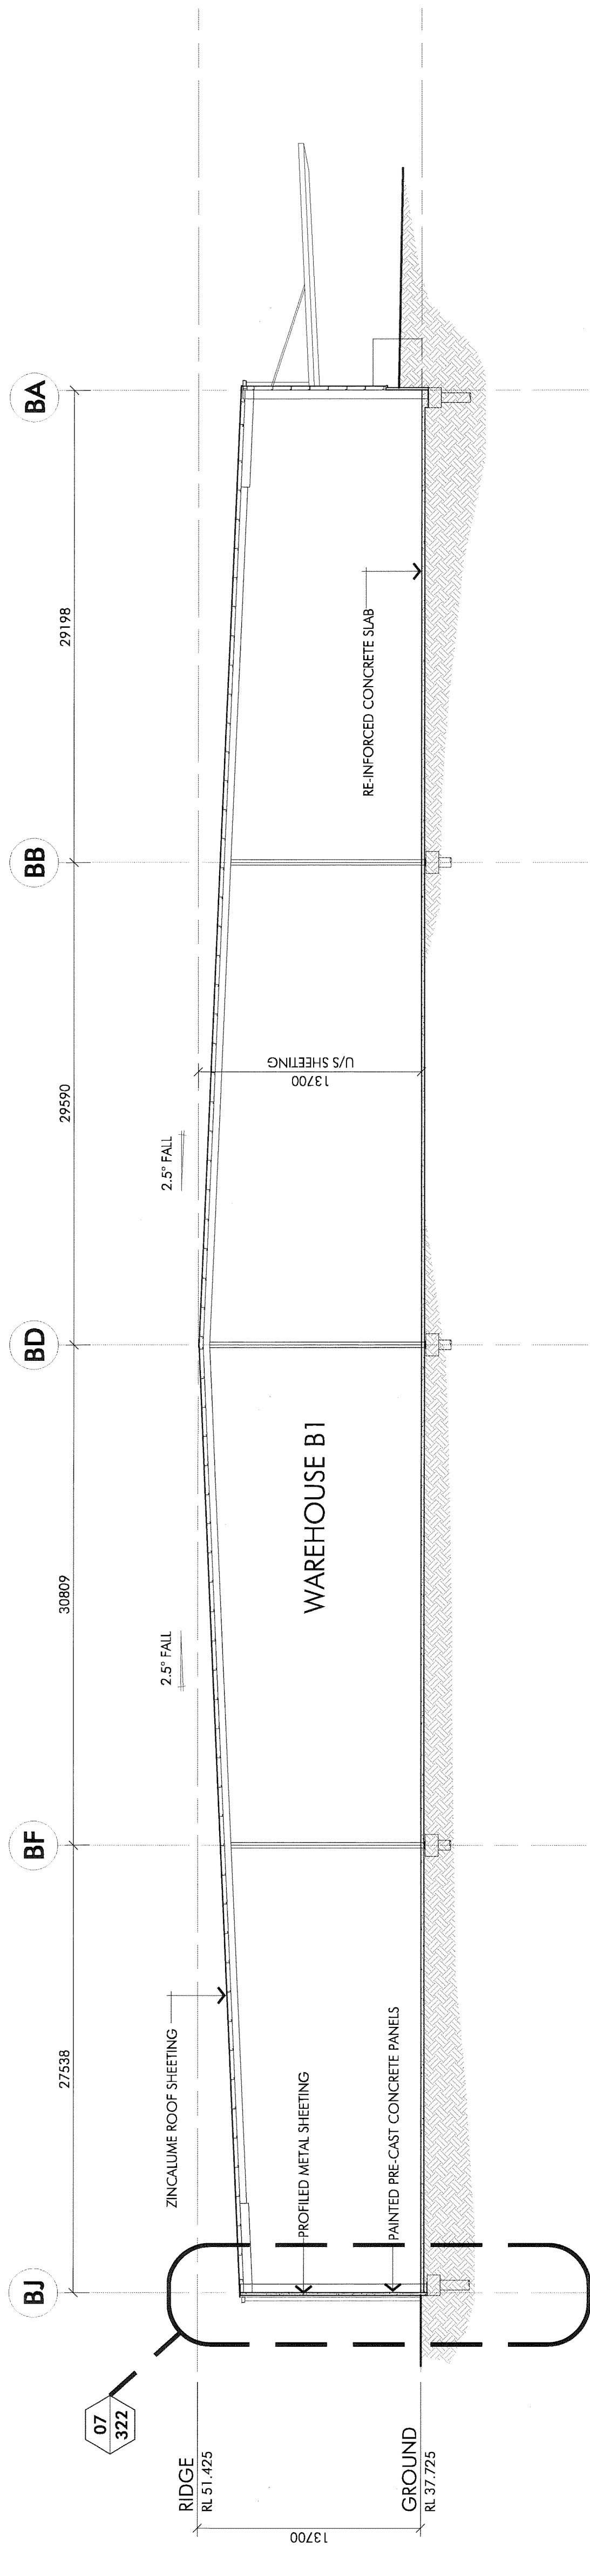 BJ
BF
BD
BB
BA
27538
30809
29590
29198
07
322
2.5° FALL
2.5° FALL
ZINCALUME ROOF SHEETING
PROFILED METAL SHEETING
PAINTED PRE-CAST CONCRETE PANELS
WAREHOUSE B1
13700
U/S SHEETING
RE-INFORCED CONCRETE SLAB
RIDGE
RL 51.425
GROUND
RL 37.725
13700